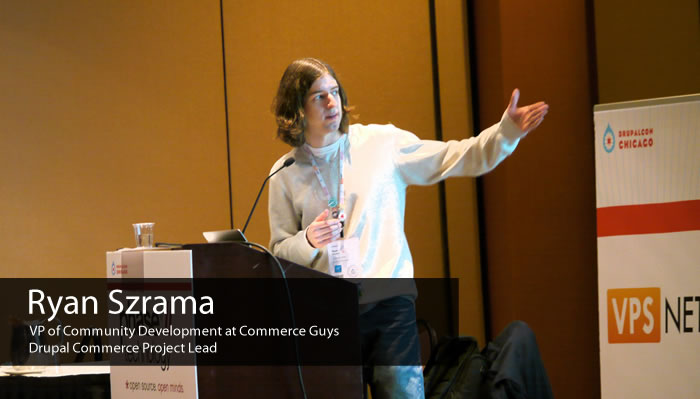 DRUPALCON
CHICAGO
VPS NET
Ryan Szrama
VP of Community Development at Commerce Guys
Drupal Commerce Project Lead
open source. open minds.